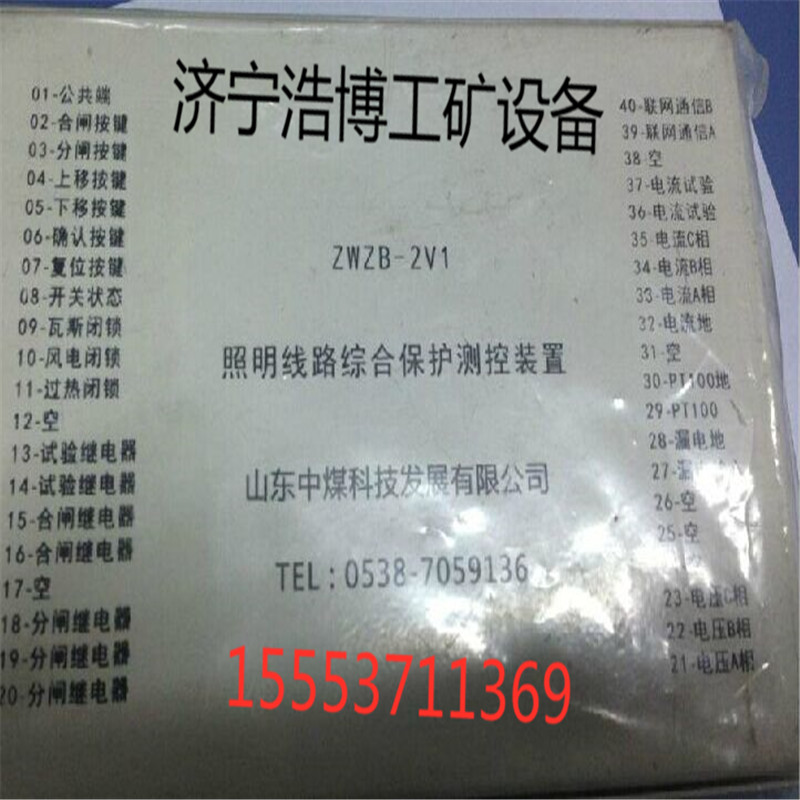 济宁浩博工矿设备
01-公共端
02-合闸按键
03-分闸按键
04-上移按键
05-下移按键
06-确认按键
07-复位按键
08-开关状态
09-瓦斯闭锁
10-风电闭锁
11-过热闭锁
12-空
13-试验继电器
14-试验继电器
15-合闸继电器
16-合闸继电器
17-空
18-分闸继电器
19-分闸继电器
20-分闸继电器
ZWZB-2V1
照明线路综合保护测控装置
山东中煤科技发展有限公司
TEL:0538-7059136
15553711369
40-联网通信B
39-联网通信A
38-空
37-电流试验
36-电流试验
35-电流C相
34-电流B相
33-电流A相
32-电流地
31-空
30-PT100地
29-PT100
28-漏电地
27-漏
26-空
25-空
23-电压C相
22-电压B相
21-电压A相